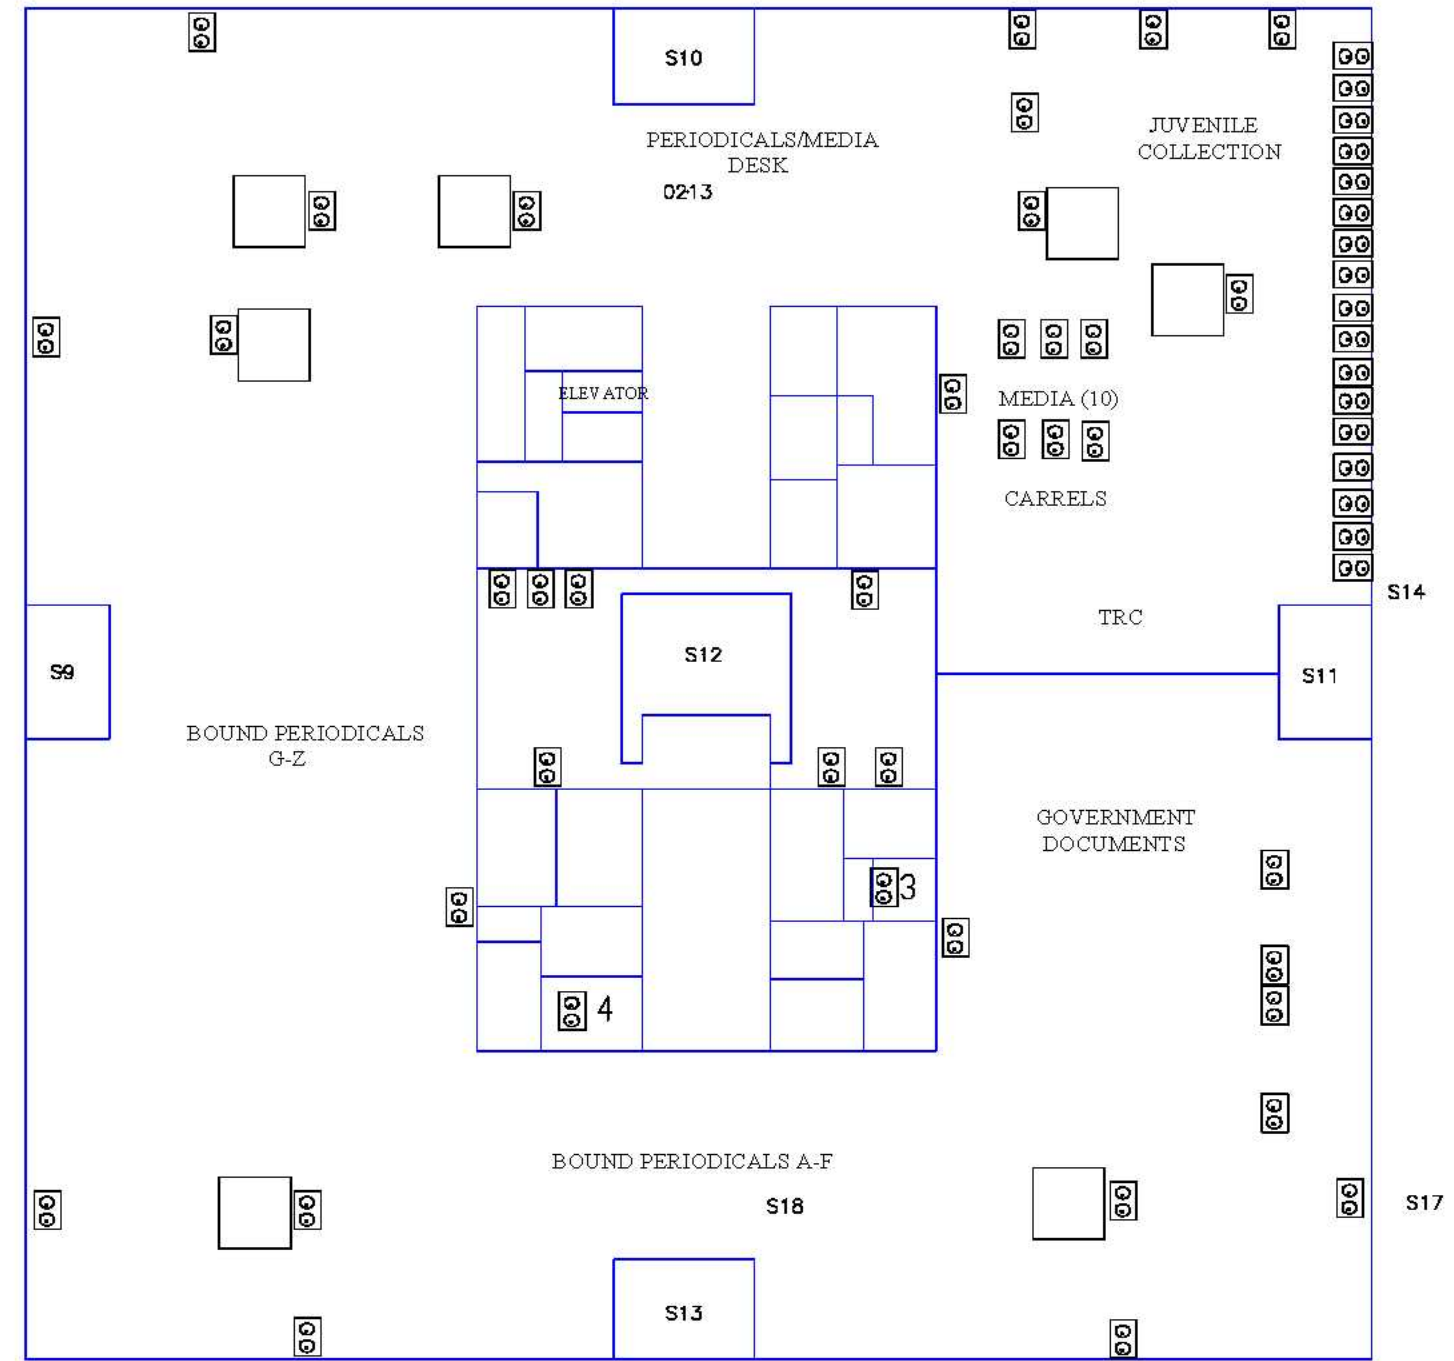 S10
PERIODICALS/MEDIA
DESK
0213
JUVENILE
COLLECTION
ELEVATOR
MEDIA (10)
CARRELS
S14
TRC
S12
S9
S11
BOUND PERIODICALS
G-Z
GOVERNMENT
DOCUMENTS
3
4
BOUND PERIODICALS A-F
S18
S17
S13